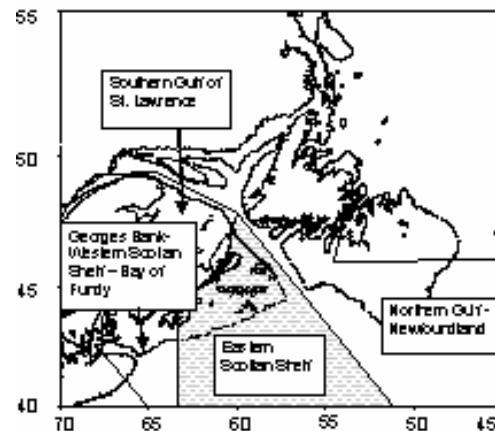 55
50
45
40
70
65
60
55
50
45
Southern Gulf of
St. Lawrence
Georges Bank-
Western Scotian
Shelf - Bay of
Fundy
Eastern
Scotian Shelf
Northern Gulf -
Newfoundland